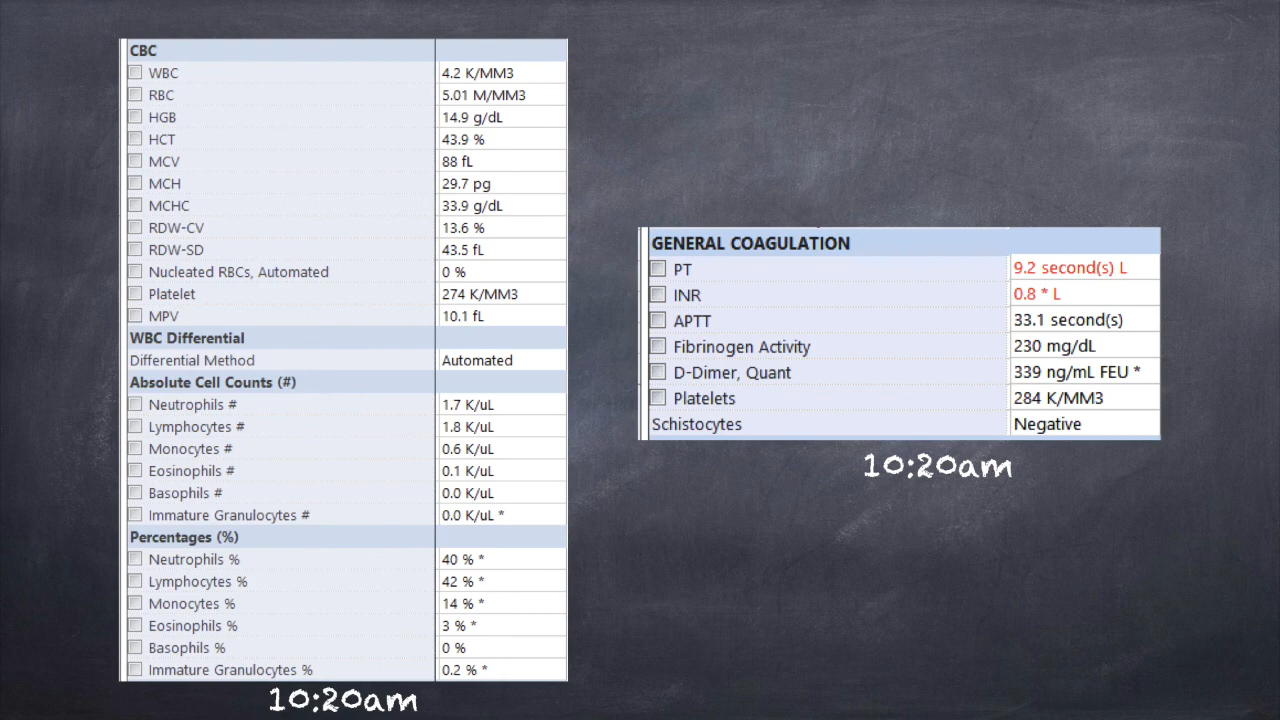 CBC
WBC 4.2 K/MM3
RBC 5.01 M/MM3
HGB 14.9 g/dL
HCT 43.9 %
MCV 88 fL
MCH 29.7 pg
MCHC 33.9 g/dL
RDW-CV 13.6 %
RDW-SD 43.5 fL
Nucleated RBCs, Automated 0 %
Platelet 274 K/MM3
MPV 10.1 fL
WBC Differential
Differential Method Automated
Absolute Cell Counts (#)
Neutrophils # 1.7 K/uL
Lymphocytes # 1.8 K/uL
Monocytes # 0.6 K/uL
Eosinophils # 0.1 K/uL
Basophils # 0.0 K/uL
Immature Granulocytes # 0.0 K/uL *
Percentages (%)
Neutrophils % 40 % *
Lymphocytes % 42 % *
Monocytes % 14 % *
Eosinophils % 3 % *
Basophils % 0 %
Immature Granulocytes % 0.2 % *
10:20am
GENERAL COAGULATION
PT 9.2 second(s) L
INR 0.8 * L
APTT 33.1 second(s)
Fibrinogen Activity 230 mg/dL
D-Dimer, Quant 339 ng/mL FEU *
Platelets 284 K/MM3
Schistocytes Negative
10:20am